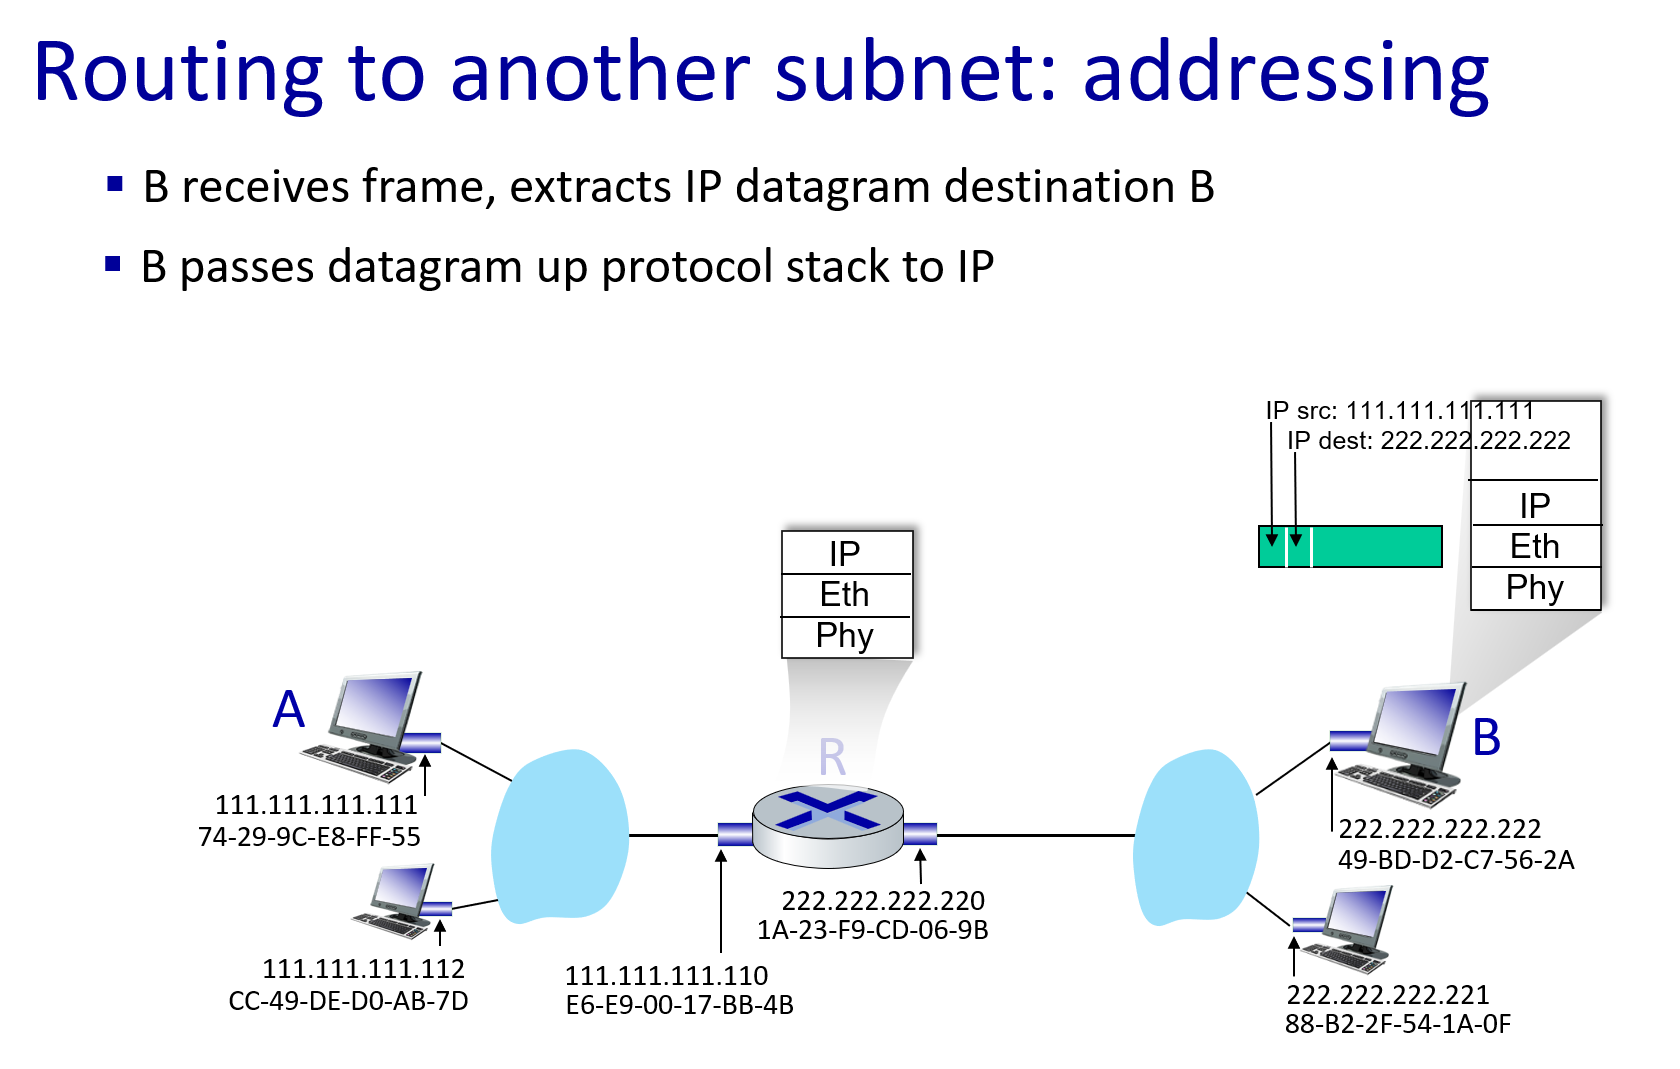 Routing to another subnet: addressing
▪ B receives frame, extracts IP datagram destination B
▪ B passes datagram up protocol stack to IP
IP src: 111.111.111.111
IP dest: 222.222.222.222
IP
Eth
Phy
IP
Eth
Phy
A
R
B
111.111.111.111
74-29-9C-E8-FF-55
222.222.222.222
49-BD-D2-C7-56-2A
222.222.222.220
1A-23-F9-CD-06-9B
111.111.111.112
CC-49-DE-D0-AB-7D
111.111.111.110
E6-E9-00-17-BB-4B
222.222.222.221
88-B2-2F-54-1A-0F